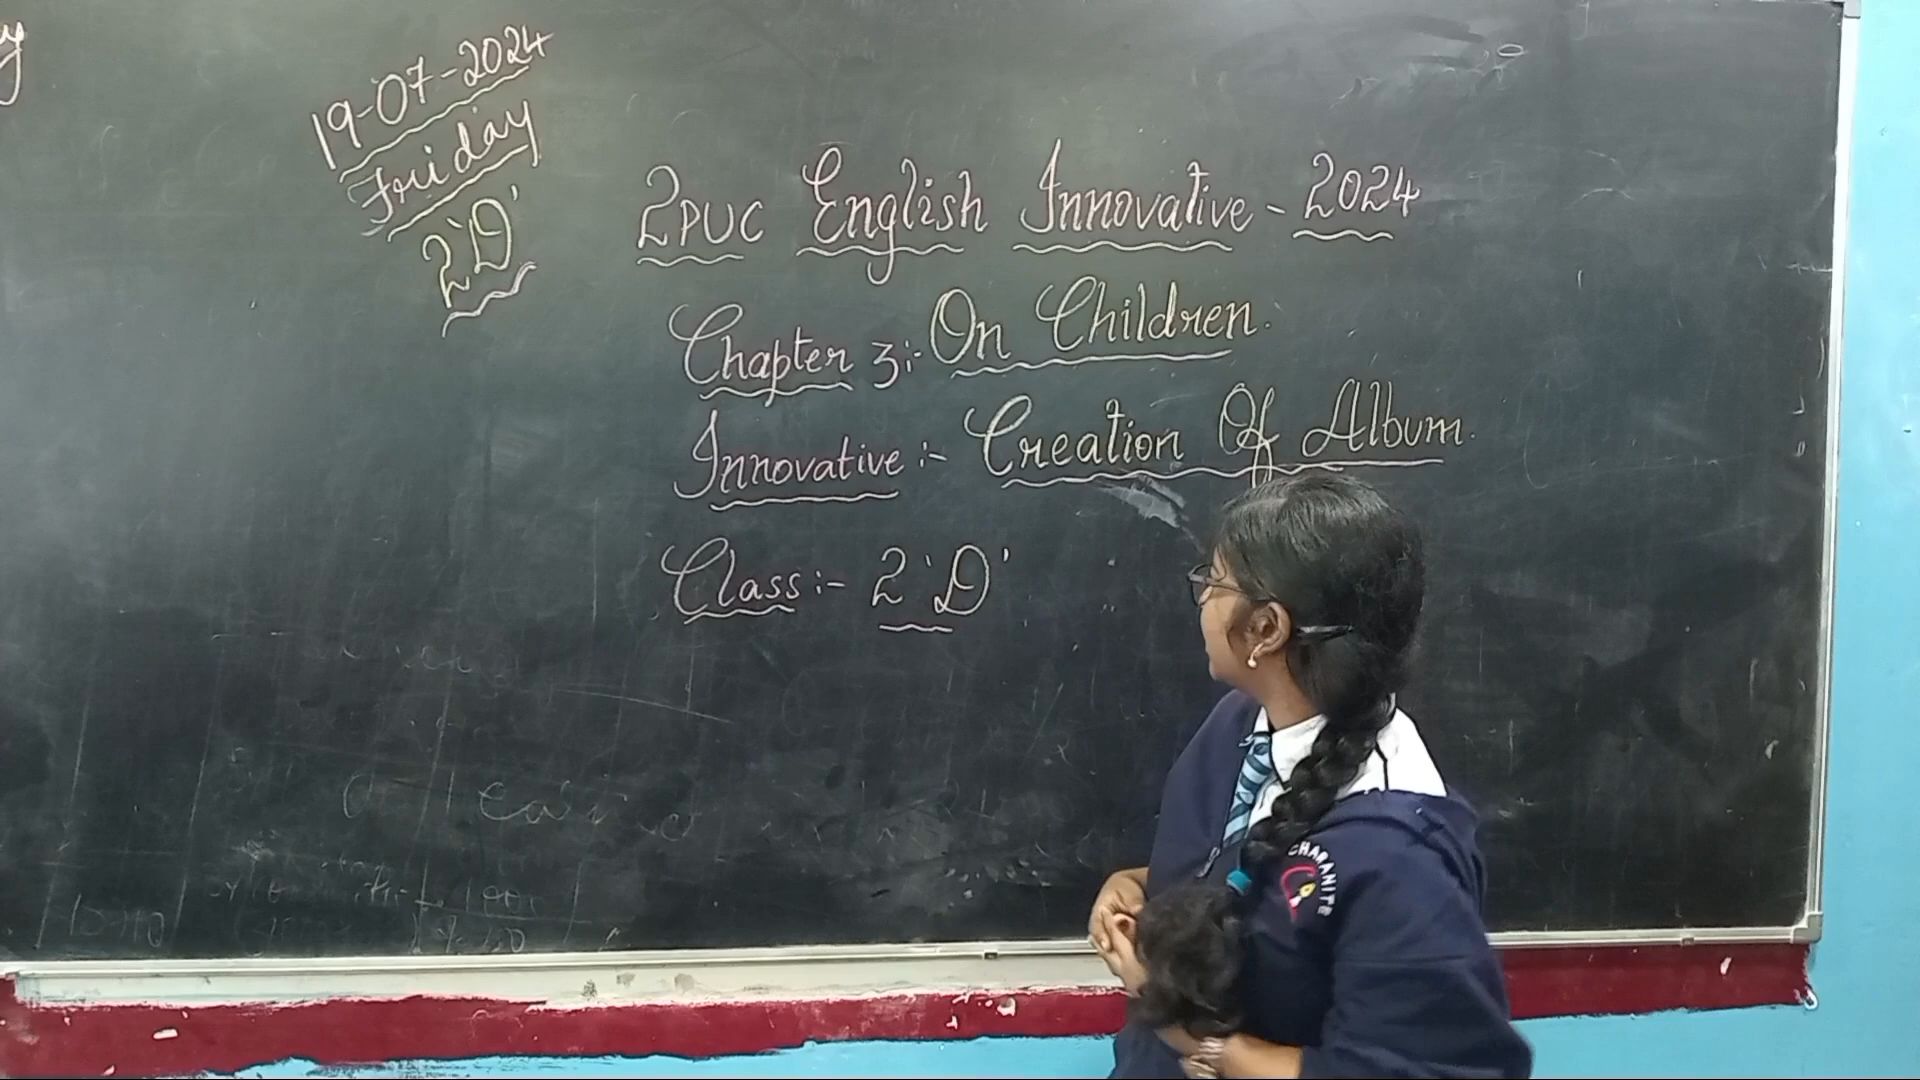 19-07-2024
Friday
2'D'
2PUC English Innovative - 2024
Chapter 3:- On Children.
Innovative:- Creation Of Album.
Class:- 2'D'
CHARANITE